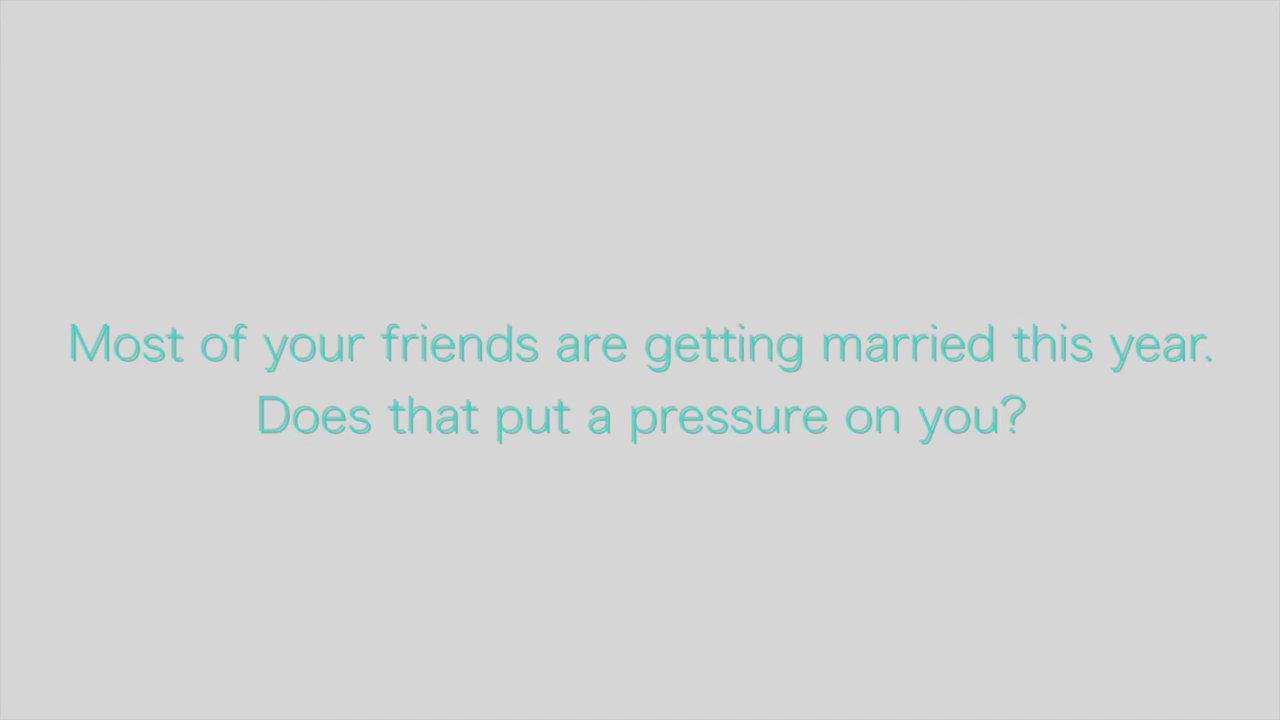 Most of your friends are getting married this year.
Does that put a pressure on you?